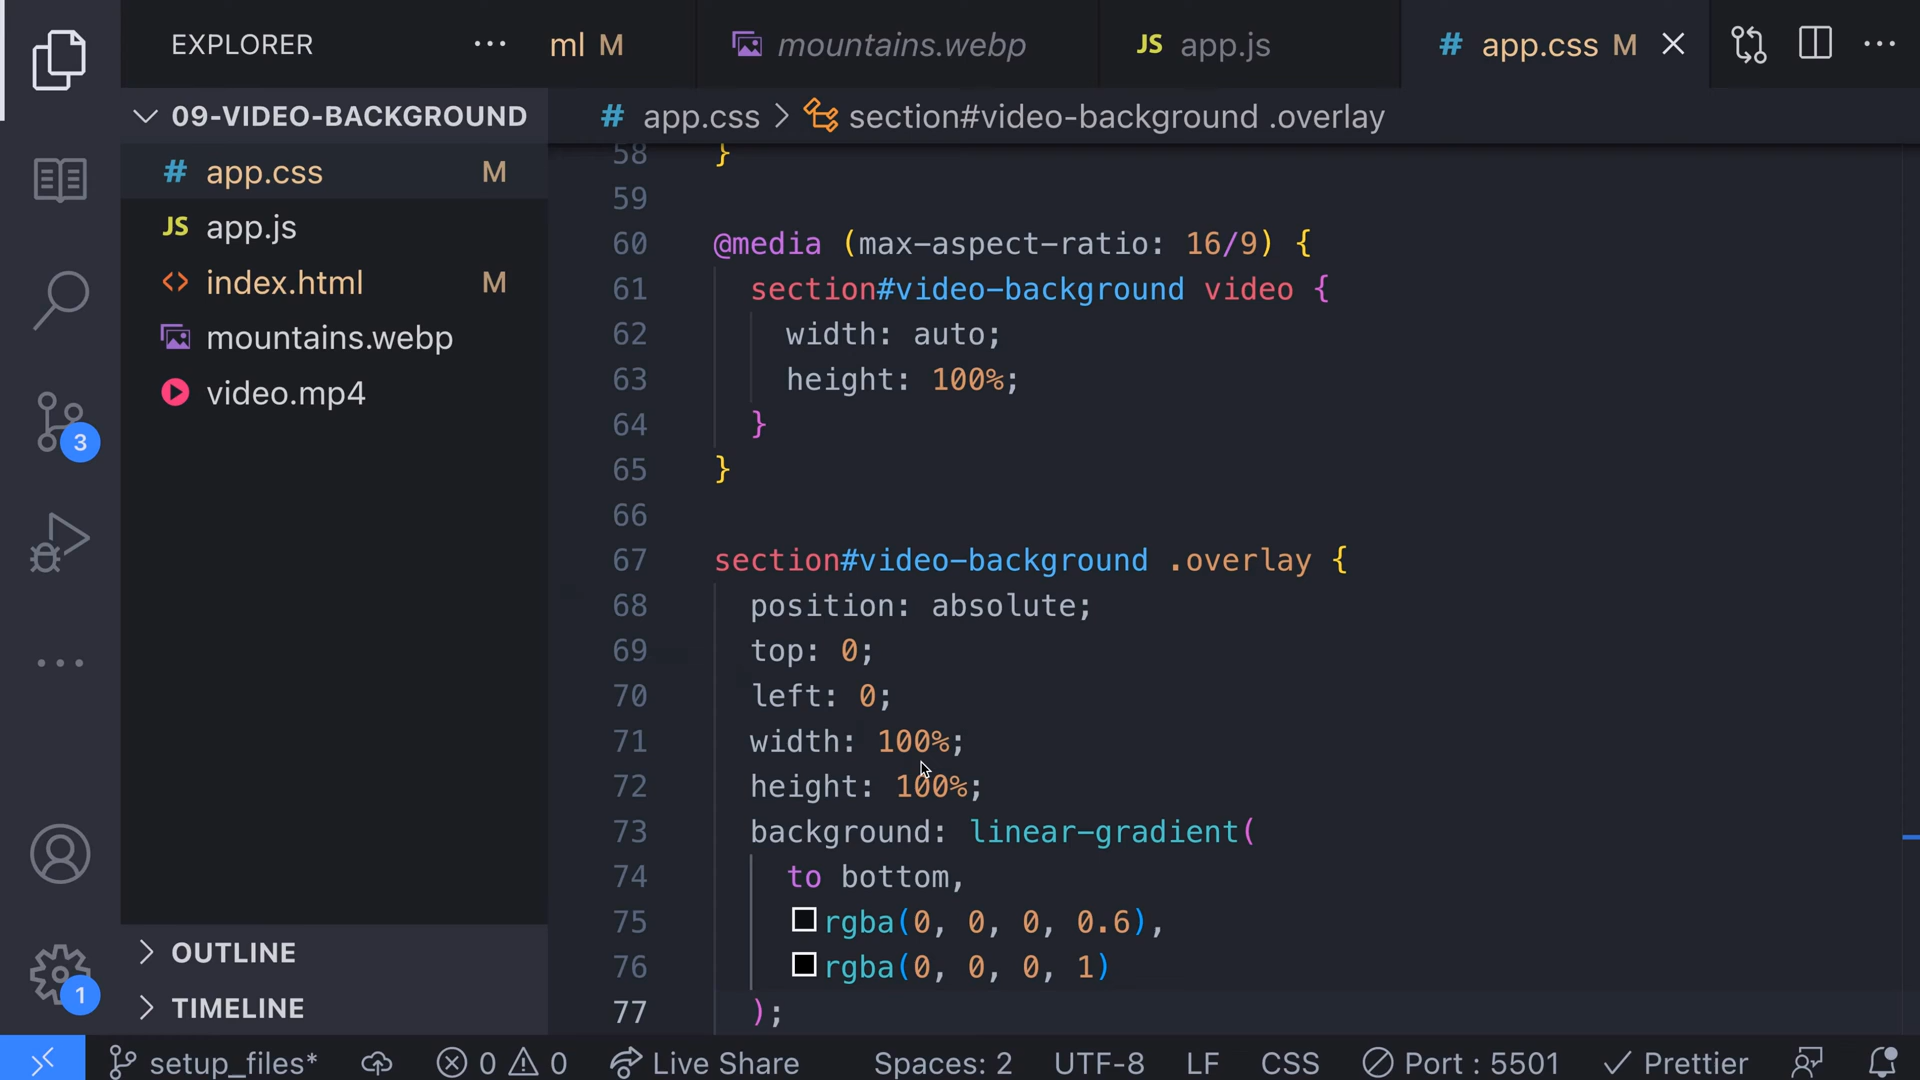 EXPLORER
ml M
mountains.webp
JS app.js
# app.css M
09-VIDEO-BACKGROUND
# app.css > section#video-background .overlay
# app.css M
JS app.js
<> index.html M
mountains.webp
video.mp4
3
OUTLINE
TIMELINE
1
58 }
59
60 @media (max-aspect-ratio: 16/9) {
61 section#video-background video {
62 width: auto;
63 height: 100%;
64 }
65 }
66
67 section#video-background .overlay {
68 position: absolute;
69 top: 0;
70 left: 0;
71 width: 100%;
72 height: 100%;
73 background: linear-gradient(
74 to bottom,
75 rgba(0, 0, 0, 0.6),
76 rgba(0, 0, 0, 1)
77 );
setup_files* 0 0 Live Share Spaces: 2 UTF-8 LF CSS Port : 5501 Prettier